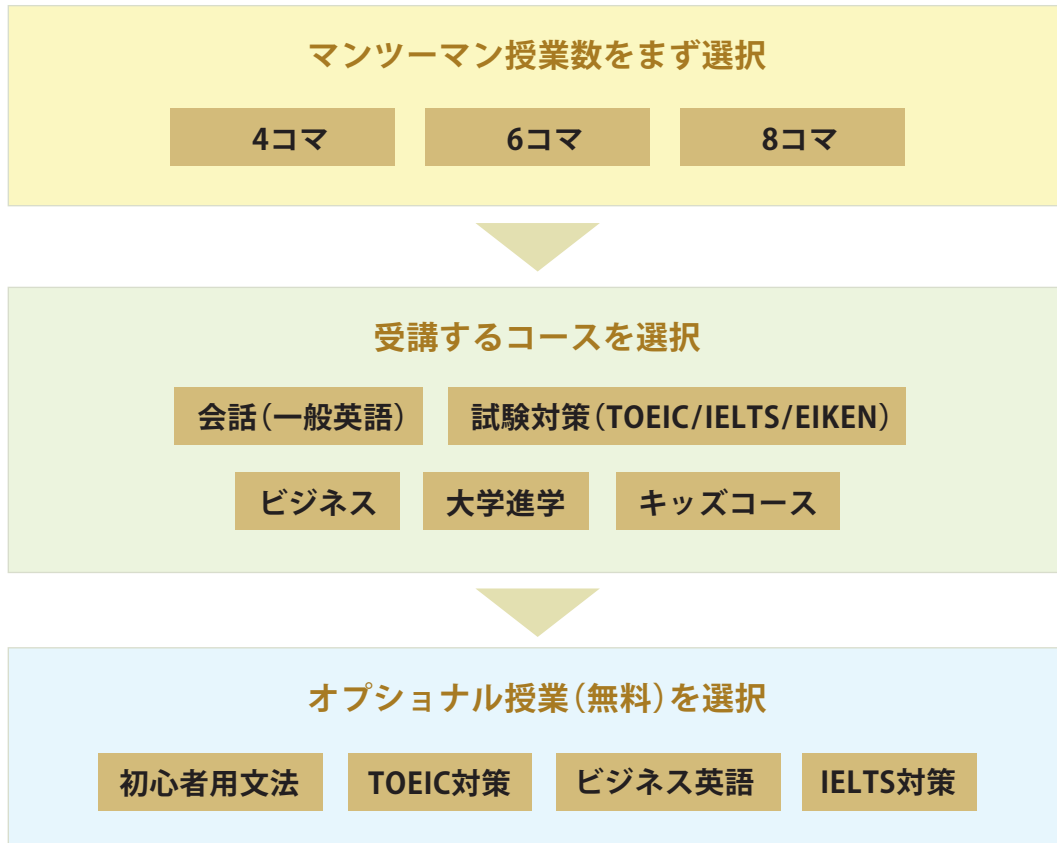 マンツーマン授業数をまず選択
4コマ 6コマ 8コマ
受講するコースを選択
会話（一般英語） 試験対策（TOEIC/IELTS/EIKEN）
ビジネス 大学進学 キッズコース
オプショナル授業（無料）を選択
初心者用文法 TOEIC対策 ビジネス英語 IELTS対策